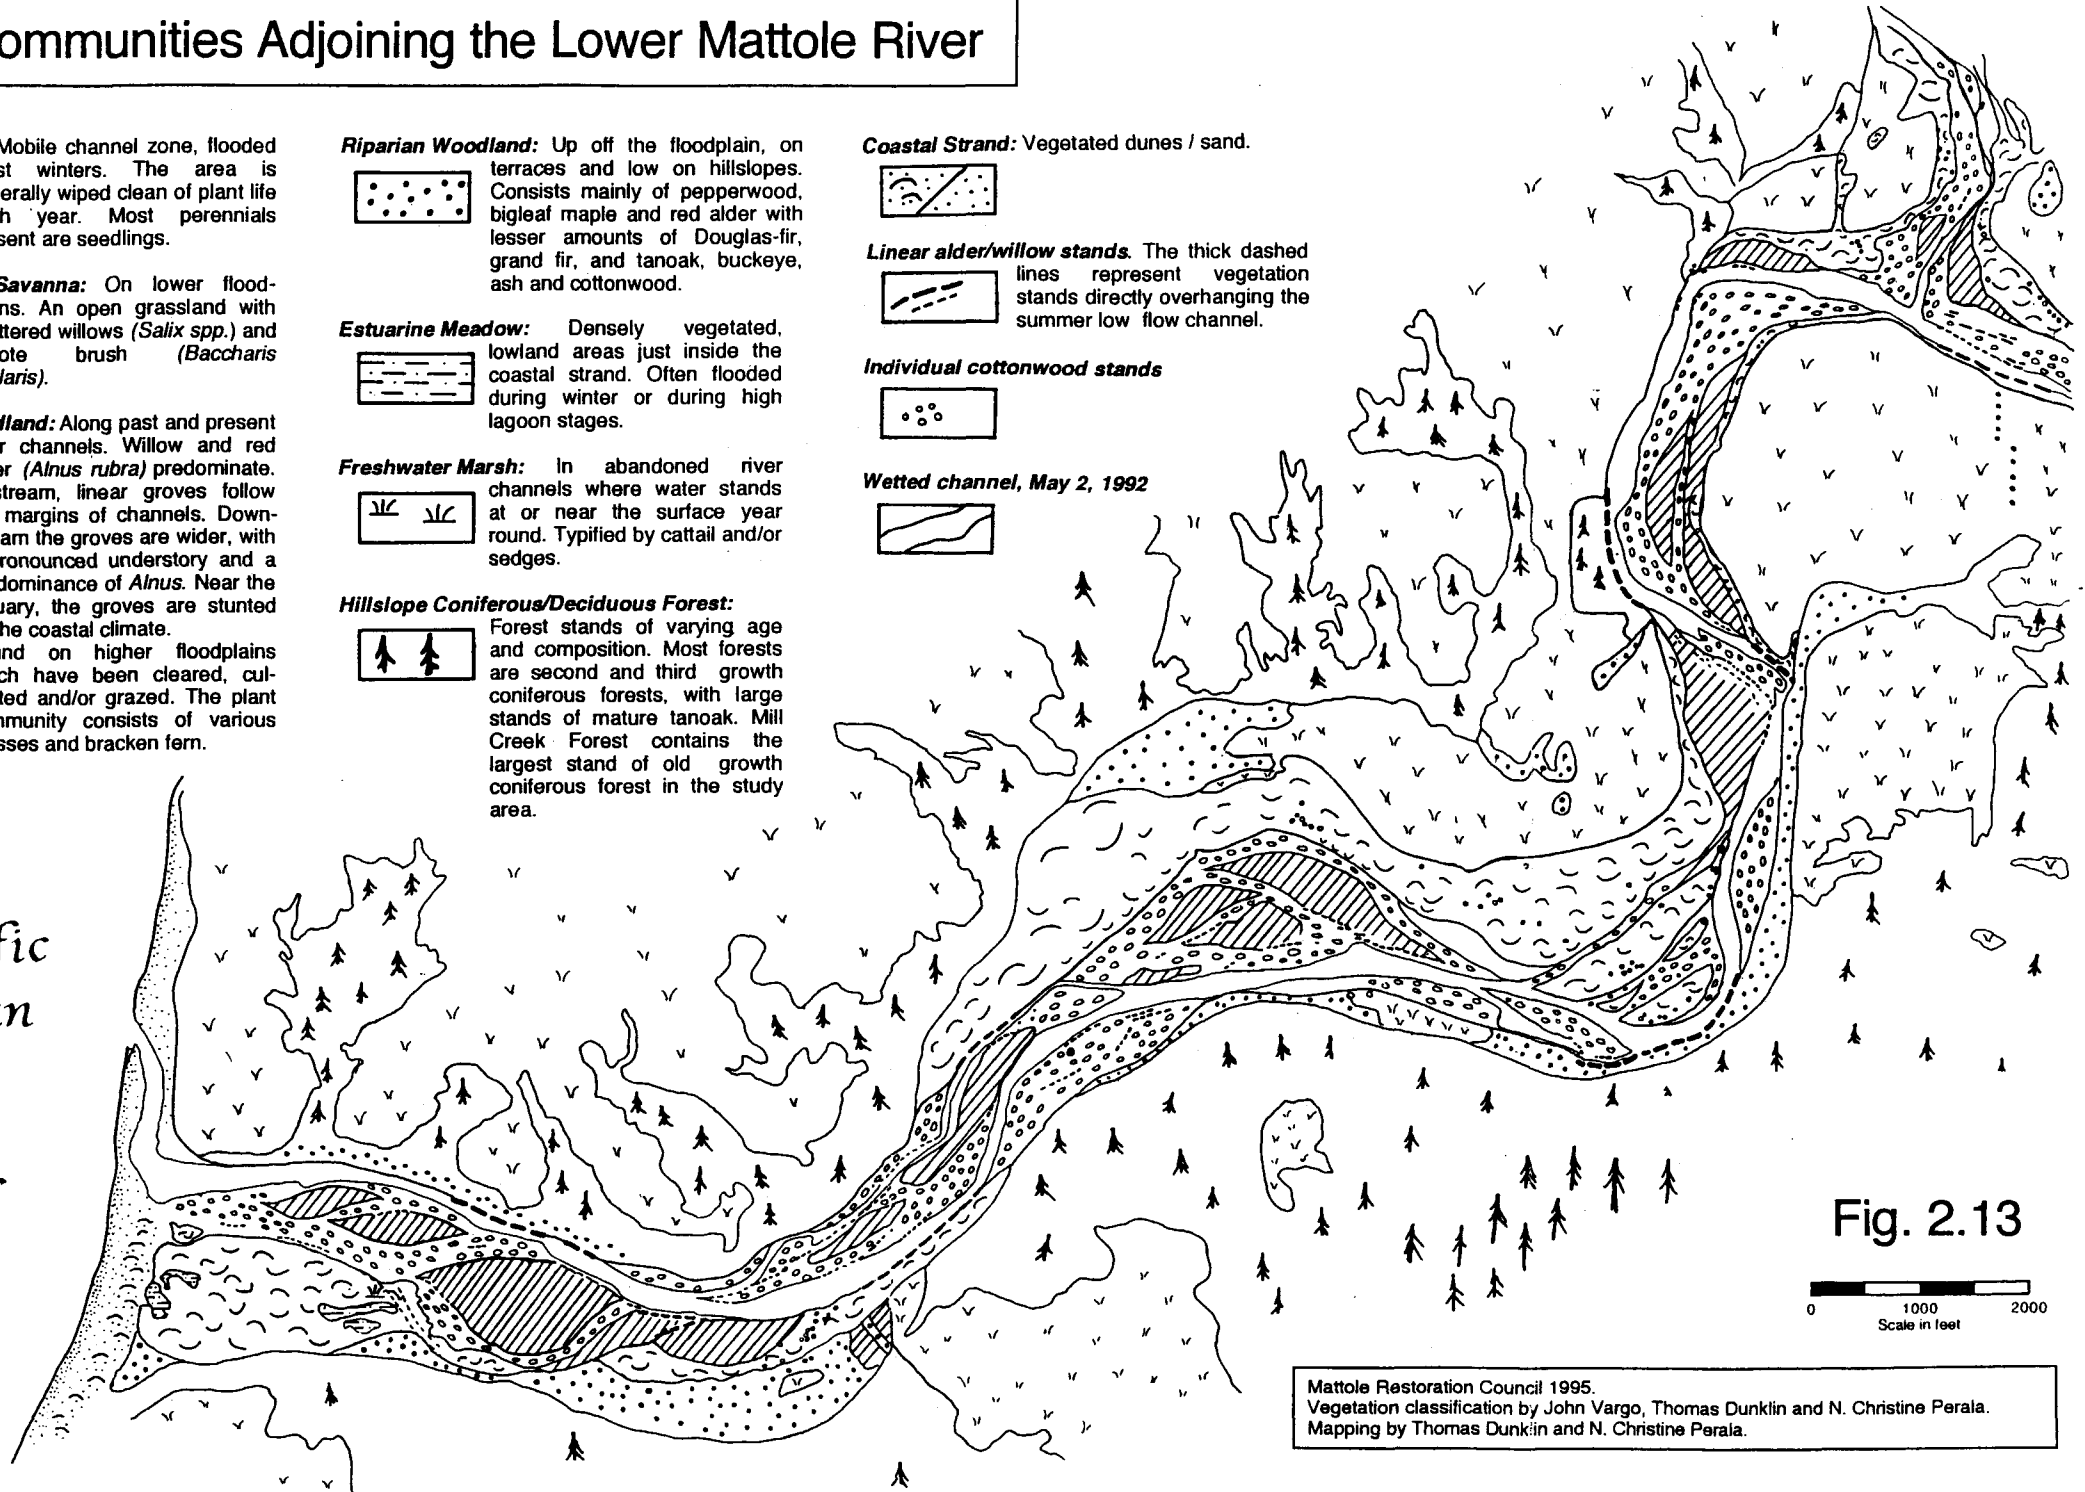 ommunities Adjoining the Lower Mattole River
Mobile channel zone, flooded
st winters. The area is
erally wiped clean of plant life
h year. Most perennials
sent are seedlings.
Savanna: On lower flood-
ns. An open grassland with
ttered willows (Salix spp.) and
ote brush (Baccharis
laris).
lland: Along past and present
r channels. Willow and red
er (Alnus rubra) predominate.
stream, linear groves follow
margins of channels. Down-
am the groves are wider, with
ronounced understory and a
dominance of Alnus. Near the
uary, the groves are stunted
he coastal climate.
nd on higher floodplains
ch have been cleared, cul-
ted and/or grazed. The plant
mmunity consists of various
sses and bracken fern.
Riparian Woodland: Up off the floodplain, on
terraces and low on hillslopes.
Consists mainly of pepperwood,
bigleaf maple and red alder with
lesser amounts of Douglas-fir,
grand fir, and tanoak, buckeye,
ash and cottonwood.
Estuarine Meadow: Densely vegetated,
lowland areas just inside the
coastal strand. Often flooded
during winter or during high
lagoon stages.
Freshwater Marsh: In abandoned river
channels where water stands
at or near the surface year
round. Typified by cattail and/or
sedges.
Hillslope Coniferous/Deciduous Forest:
Forest stands of varying age
and composition. Most forests
are second and third growth
coniferous forests, with large
stands of mature tanoak. Mill
Creek Forest contains the
largest stand of old growth
coniferous forest in the study
area.
Coastal Strand: Vegetated dunes / sand.
Linear alder/willow stands. The thick dashed
lines represent vegetation
stands directly overhanging the
summer low flow channel.
Individual cottonwood stands
Wetted channel, May 2, 1992
fic
n
Fig. 2.13
0 1000 2000
Scale in feet
Mattole Restoration Council 1995.
Vegetation classification by John Vargo, Thomas Dunklin and N. Christine Perala.
Mapping by Thomas Dunklin and N. Christine Perala.